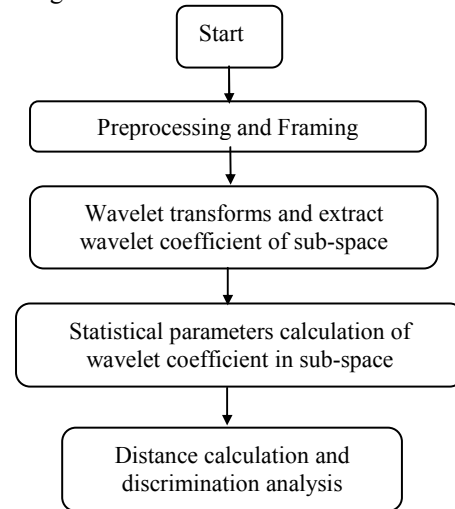 Start
Preprocessing and Framing
Wavelet transforms and extract
wavelet coefficient of sub-space
Statistical parameters calculation of
wavelet coefficient in sub-space
Distance calculation and
discrimination analysis